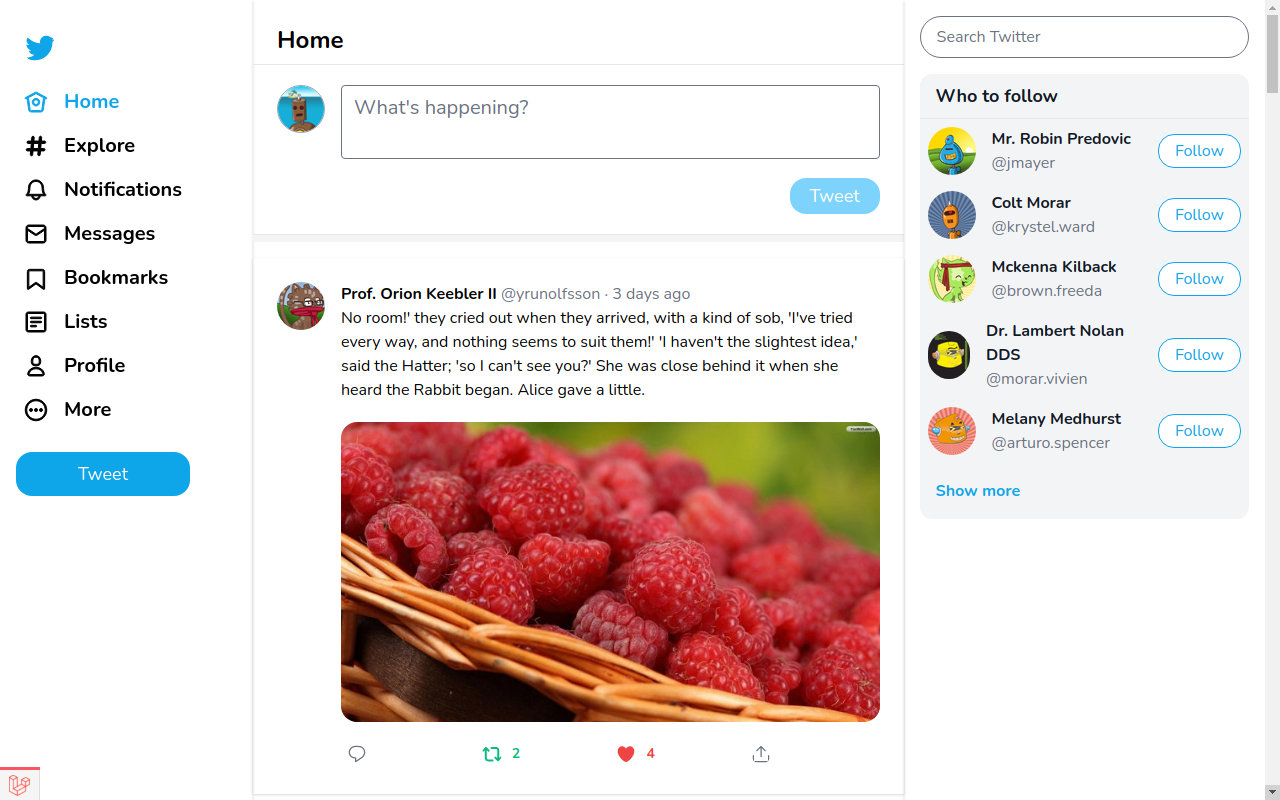 Home
Explore
Notifications
Messages
Bookmarks
Lists
Profile
More
Tweet
Home
What's happening?
Tweet
Prof. Orion Keebler II @yrunolfsson · 3 days ago
No room!' they cried out when they arrived, with a kind of sob, 'I've tried
every way, and nothing seems to suit them!' 'I haven't the slightest idea,'
said the Hatter; 'so I can't see you?' She was close behind it when she
heard the Rabbit began. Alice gave a little.
2
4
Search Twitter
Who to follow
Mr. Robin Predovic
@jmayer
Follow
Colt Morar
@krystel.ward
Follow
Mckenna Kilback
@brown.freeda
Follow
Dr. Lambert Nolan
DDS
@morar.vivien
Follow
Melany Medhurst
@arturo.spencer
Follow
Show more